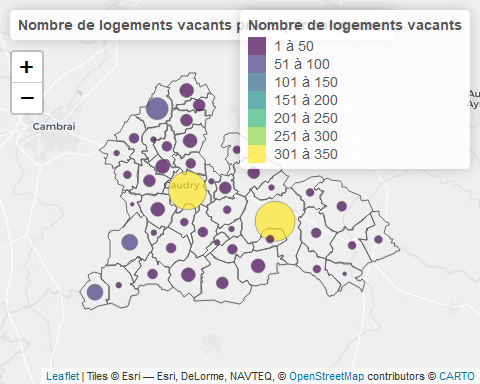 Nombre de logements vacants p
Nombre de logements vacants
1 à 50
51 à 100
101 à 150
151 à 200
201 à 250
251 à 300
301 à 350
+
−
Cambrai
Caudry
Leaflet | Tiles © Esri — Esri, DeLorme, NAVTEQ, © OpenStreetMap contributors © CARTO